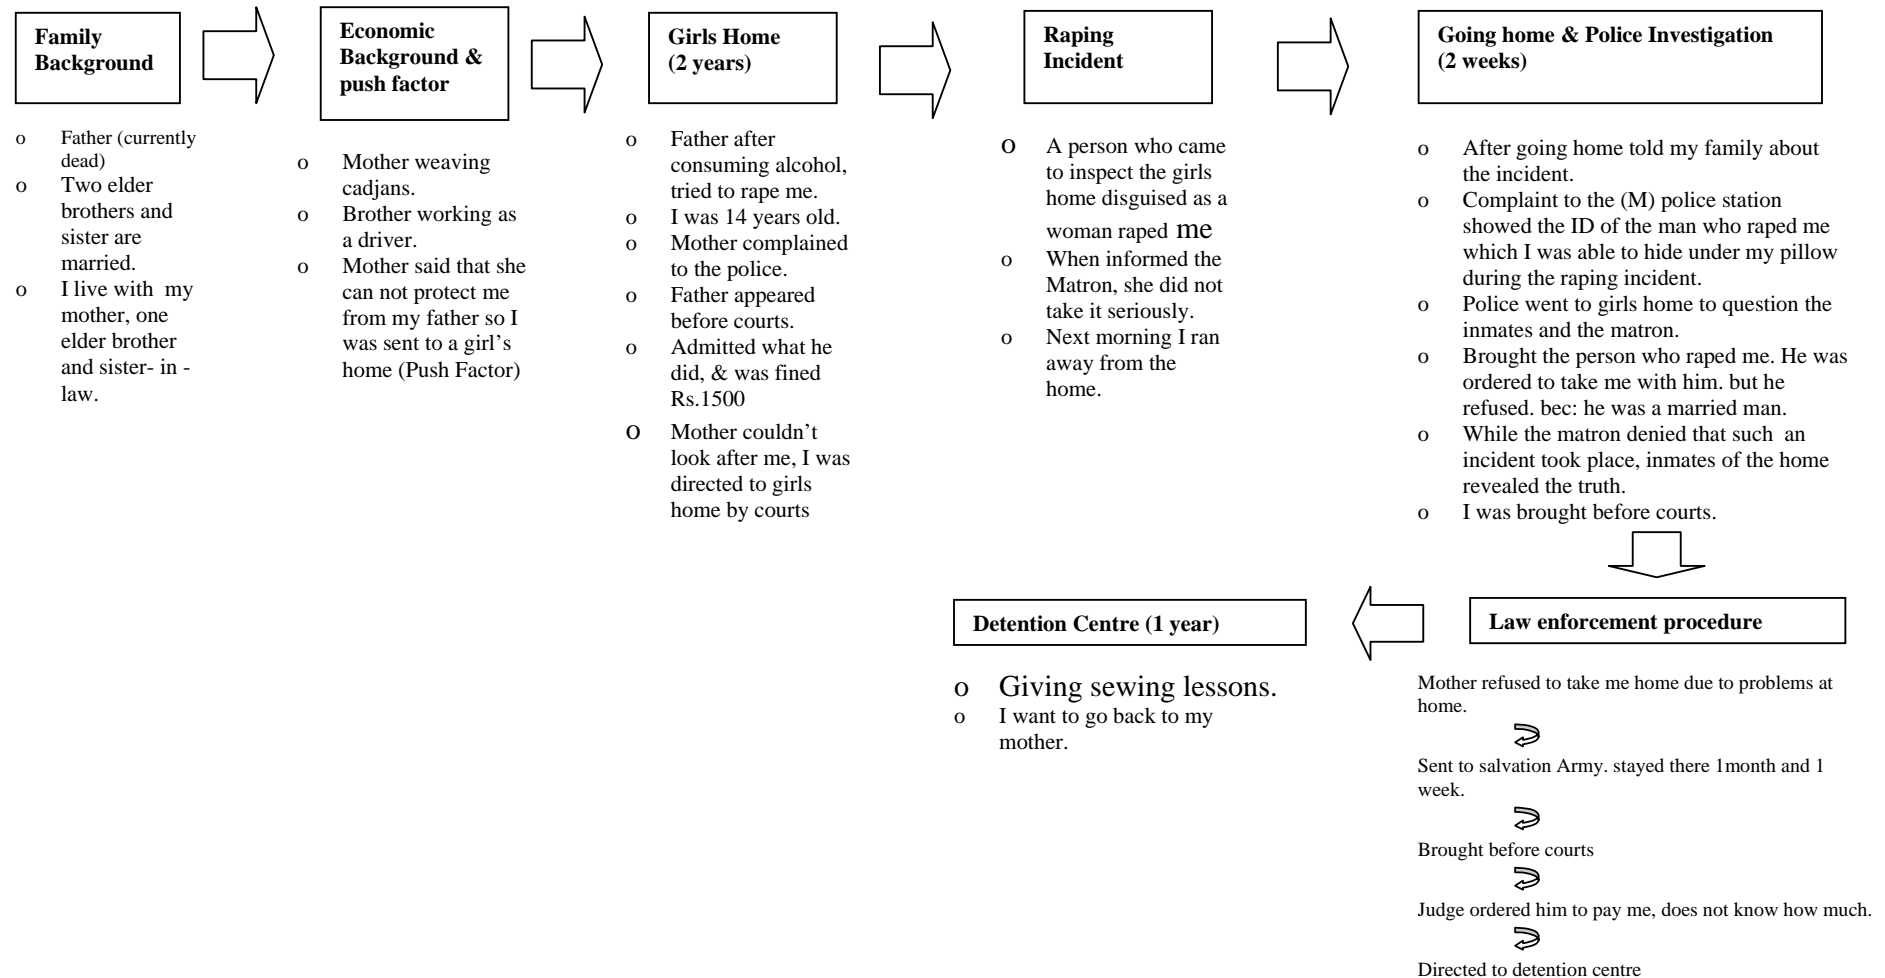 Family
Background
o Father (currently
dead)
o Two elder
brothers and
sister are
married.
o I live with my
mother, one
elder brother
and sister- in -
law.
Economic
Background &
push factor
o Mother weaving
cadjans.
o Brother working as
a driver.
o Mother said that she
can not protect me
from my father so I
was sent to a girl's
home (Push Factor)
Girls Home
(2 years)
o Father after
consuming alcohol,
tried to rape me.
o I was 14 years old.
o Mother complained
to the police.
o Father appeared
before courts.
o Admitted what he
did, & was fined
Rs.1500
o Mother couldn't
look after me, I was
directed to girls
home by courts
Raping
Incident
o A person who came
to inspect the girls
home disguised as a
woman raped me
o When informed the
Matron, she did not
take it seriously.
o Next morning I ran
away from the
home.
Going home & Police Investigation
(2 weeks)
o After going home told my family about
the incident.
o Complaint to the (M) police station
showed the ID of the man who raped me
which I was able to hide under my pillow
during the raping incident.
o Police went to girls home to question the
inmates and the matron.
o Brought the person who raped me. He was
ordered to take me with him. but he
refused. bec: he was a married man.
o While the matron denied that such an
incident took place, inmates of the home
revealed the truth.
o I was brought before courts.
Law enforcement procedure
Mother refused to take me home due to problems at
home.
Sent to salvation Army. stayed there 1month and 1
week.
Brought before courts
Judge ordered him to pay me, does not know how much.
Directed to detention centre
Detention Centre (1 year)
o Giving sewing lessons.
o I want to go back to my
mother.